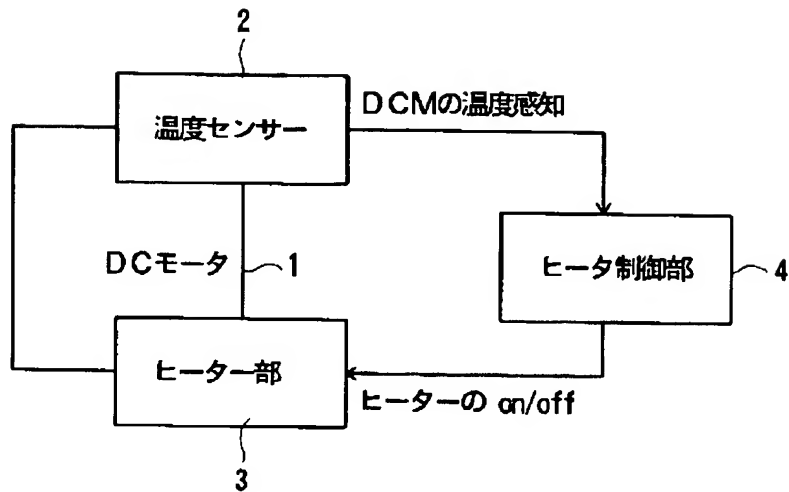 2
温度センサー
DCMの温度感知
DCモータ
1
ヒータ制御部
4
ヒーター部
ヒーターの on/off
3